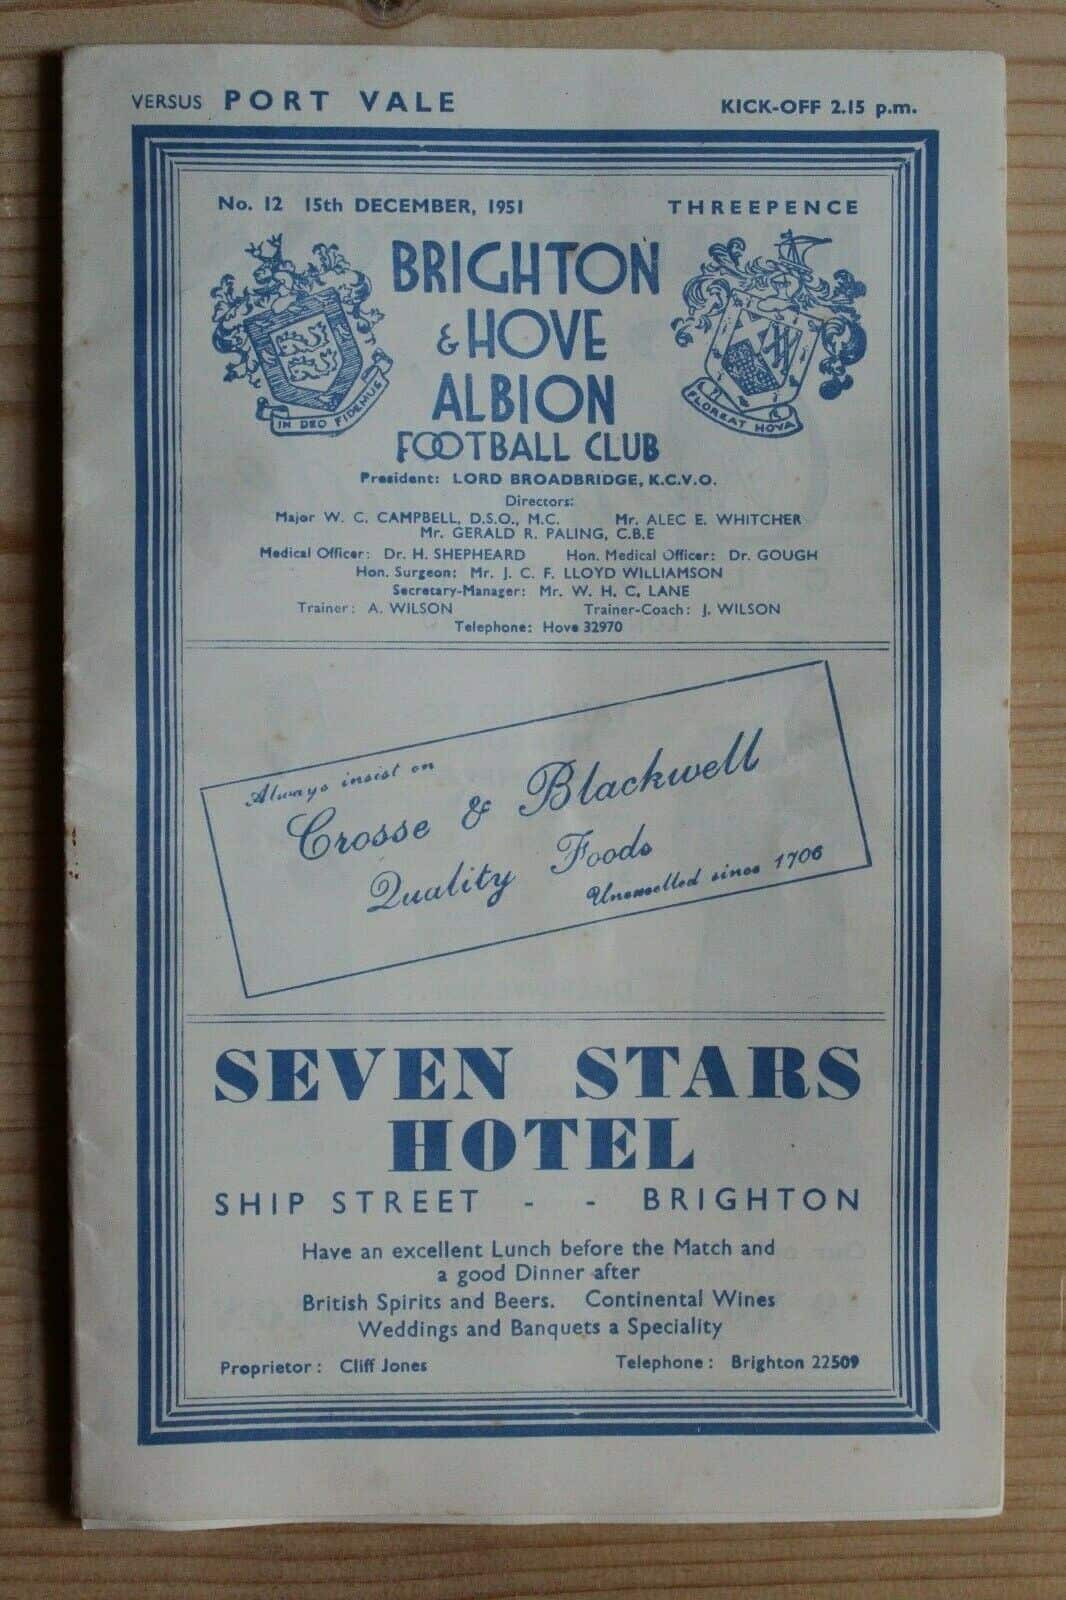 VERSUS PORT VALE KICK-OFF 2.15 p.m.
No. 12 15th DECEMBER, 1951 THREEPENCE
BRIGHTON
& HOVE
ALBION
FOOTBALL CLUB
IN DEO FIDEMUS
FLOREAT HOVA
President: LORD BROADBRIDGE, K.C.V.O.
Directors:
Major W. C. CAMPBELL, D.S.O., M.C. Mr. ALEC E. WHITCHER
Mr. GERALD R. PALING, C.B.E
Medical Officer: Dr. H. SHEPHEARD Hon. Medical Officer: Dr. GOUGH
Hon. Surgeon: Mr. J. C. F. LLOYD WILLIAMSON
Secretary-Manager: Mr. W. H. C. LANE
Trainer: A. WILSON Trainer-Coach: J. WILSON
Telephone: Hove 32970
Always insist on
Crosse & Blackwell
Quality Foods
Unexcelled since 1706
SEVEN STARS
HOTEL
SHIP STREET - - BRIGHTON
Have an excellent Lunch before the Match and
a good Dinner after
British Spirits and Beers. Continental Wines
Weddings and Banquets a Speciality
Proprietor: Cliff Jones Telephone: Brighton 22509